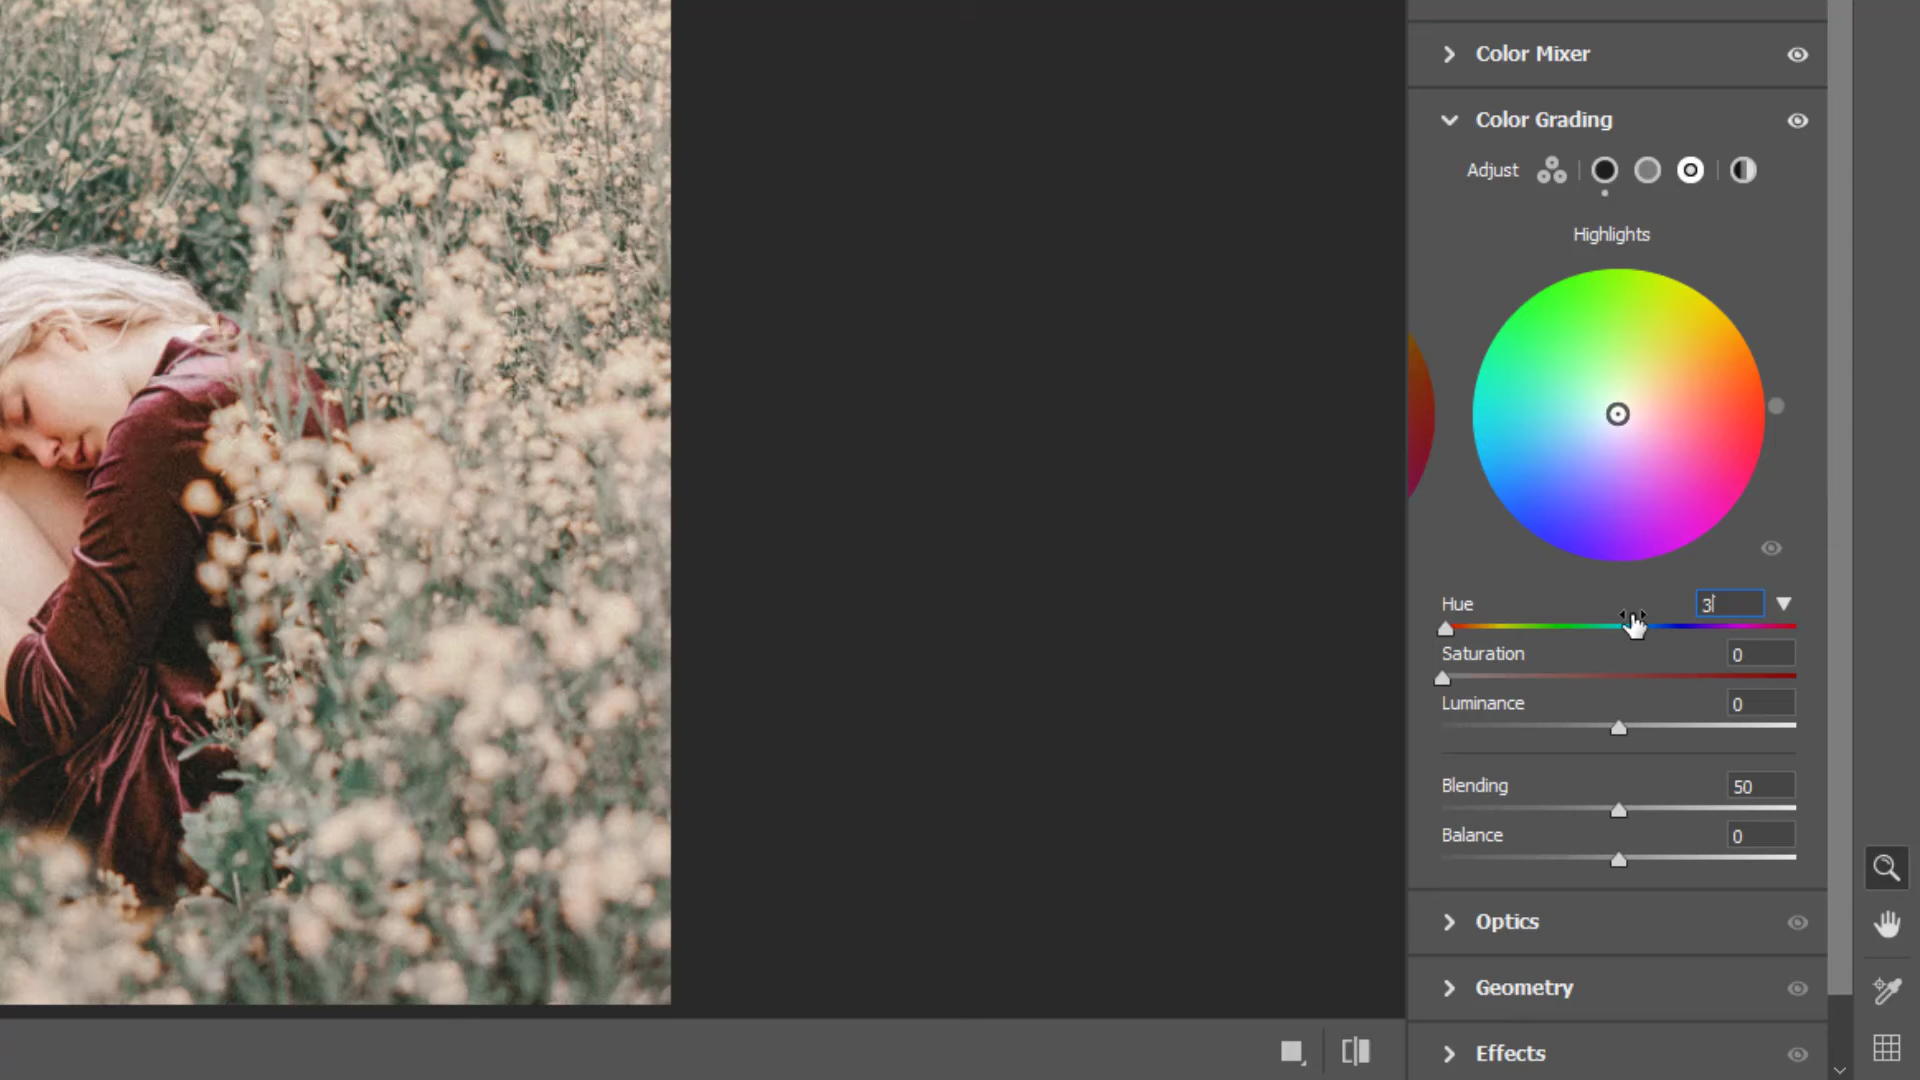 Color Mixer
Color Grading
Adjust
Highlights
Hue
3
Saturation
0
Luminance
0
Blending
50
Balance
0
Optics
Geometry
Effects